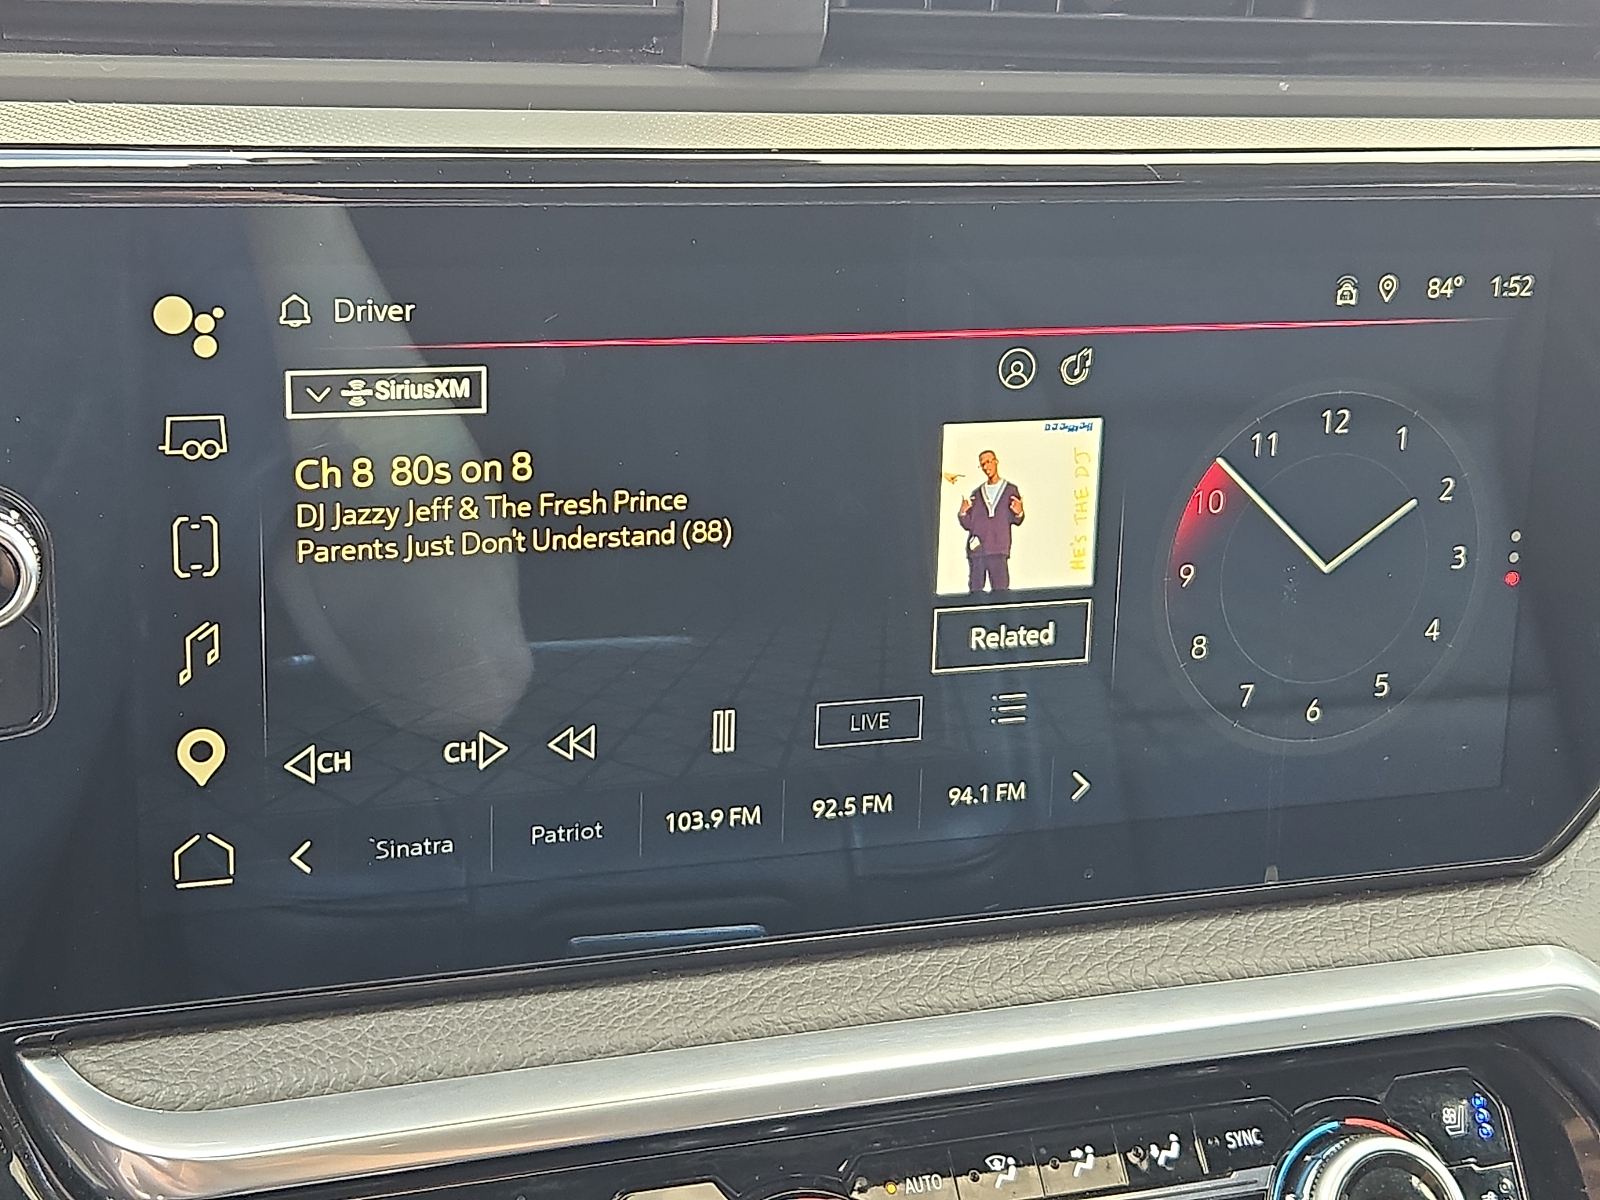 Driver
84° 1:52
SiriusXM
Ch 8 80s on 8
DJ Jazzy Jeff & The Fresh Prince
Parents Just Don't Understand (88)
HE'S THE DJ
Related
12
1
2
3
4
5
6
7
8
9
10
11
CH
CH
LIVE
`Sinatra
Patriot
103.9 FM
92.5 FM
94.1 FM
AUTO
SYNC